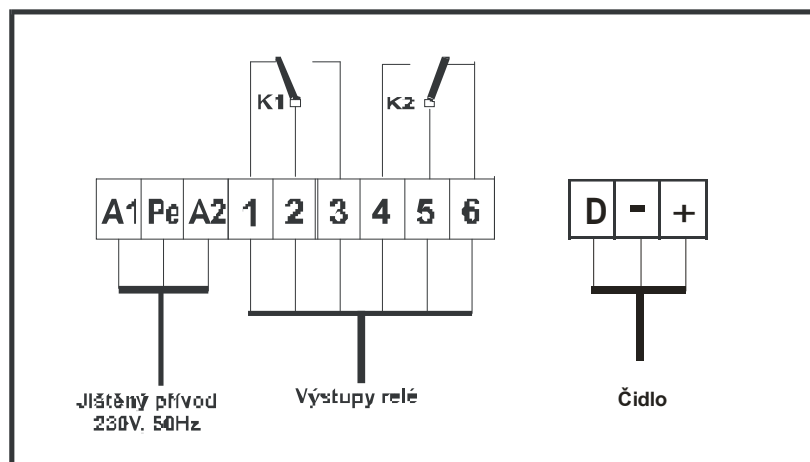 K1 K2
A1 Pe A2 1 2 3 4 5 6 D - +
Jištěný přívod Výstupy relé Čidlo
230V. 50Hz